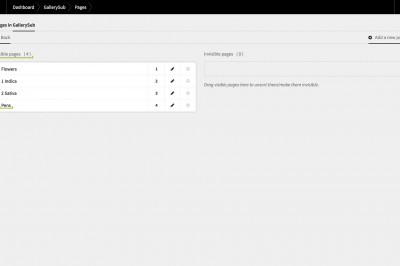 Dashboard GallerySub Pages
ges in GallerySub
Back
Add a new p
ible pages (4)
Invisible pages (0)
Flowers 1
1 Indica 2
2 Sativa 3
Pens 4
Drag visible pages here to unsort them/make them invisible.